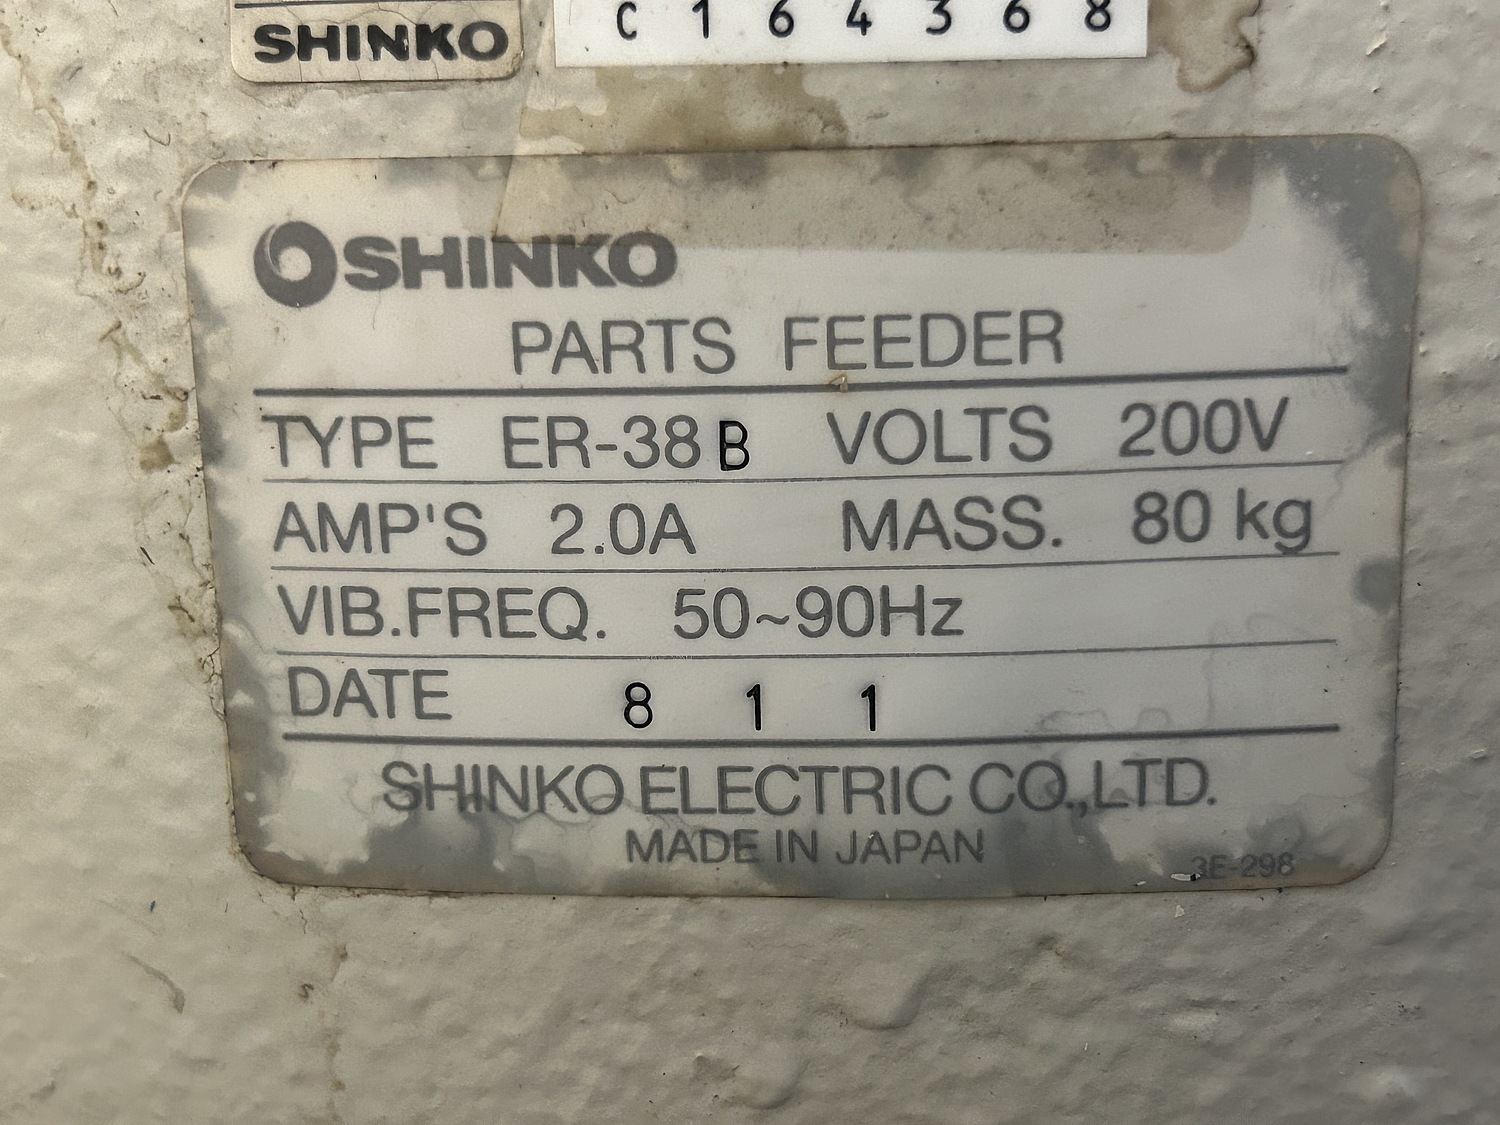 SHINKO
C 1 6 4 3 6 8
SHINKO
PARTS FEEDER
TYPE ER-38 B VOLTS 200V
AMP'S 2.0A MASS. 80 kg
VIB.FREQ. 50~90Hz
DATE 8 1 1
SHINKO ELECTRIC CO.,LTD.
MADE IN JAPAN
3E-298